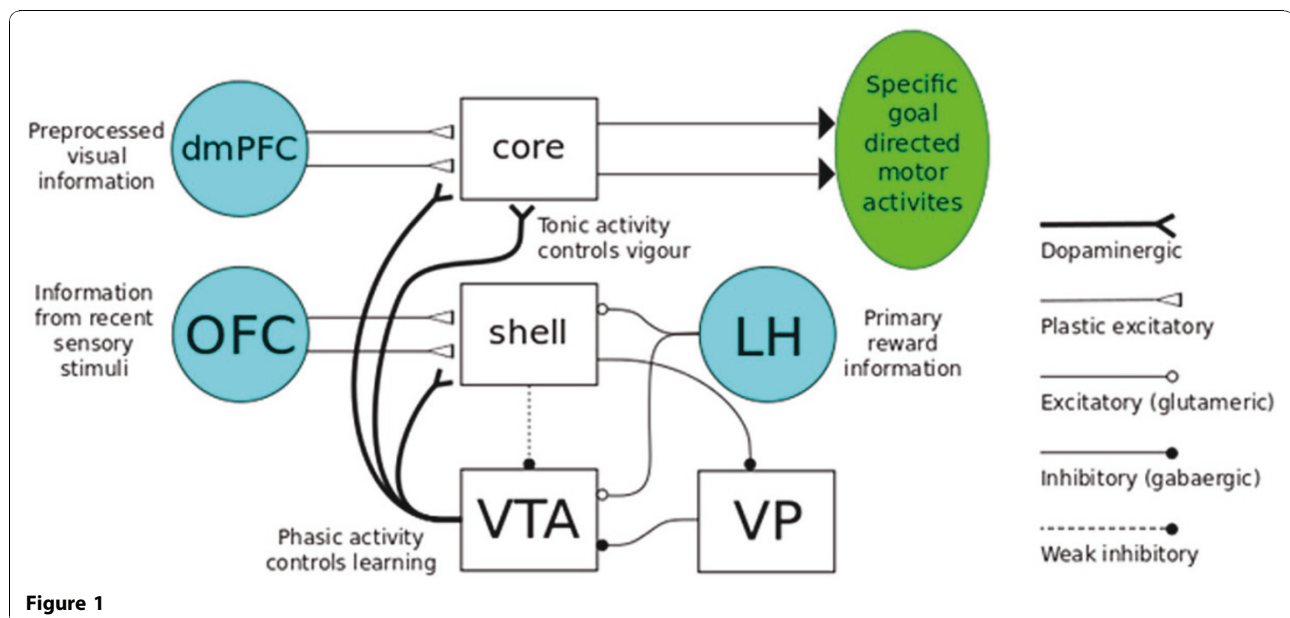 Preprocessed
visual
information
dmPFC
core
Specific
goal
directed
motor
activites
Tonic activity
controls vigour
Information
from recent
sensory
stimuli
OFC
shell
LH
Primary
reward
information
VTA
VP
Phasic activity
controls learning
Dopaminergic
Plastic excitatory
Excitatory (glutameric)
Inhibitory (gabaergic)
Weak inhibitory
Figure 1